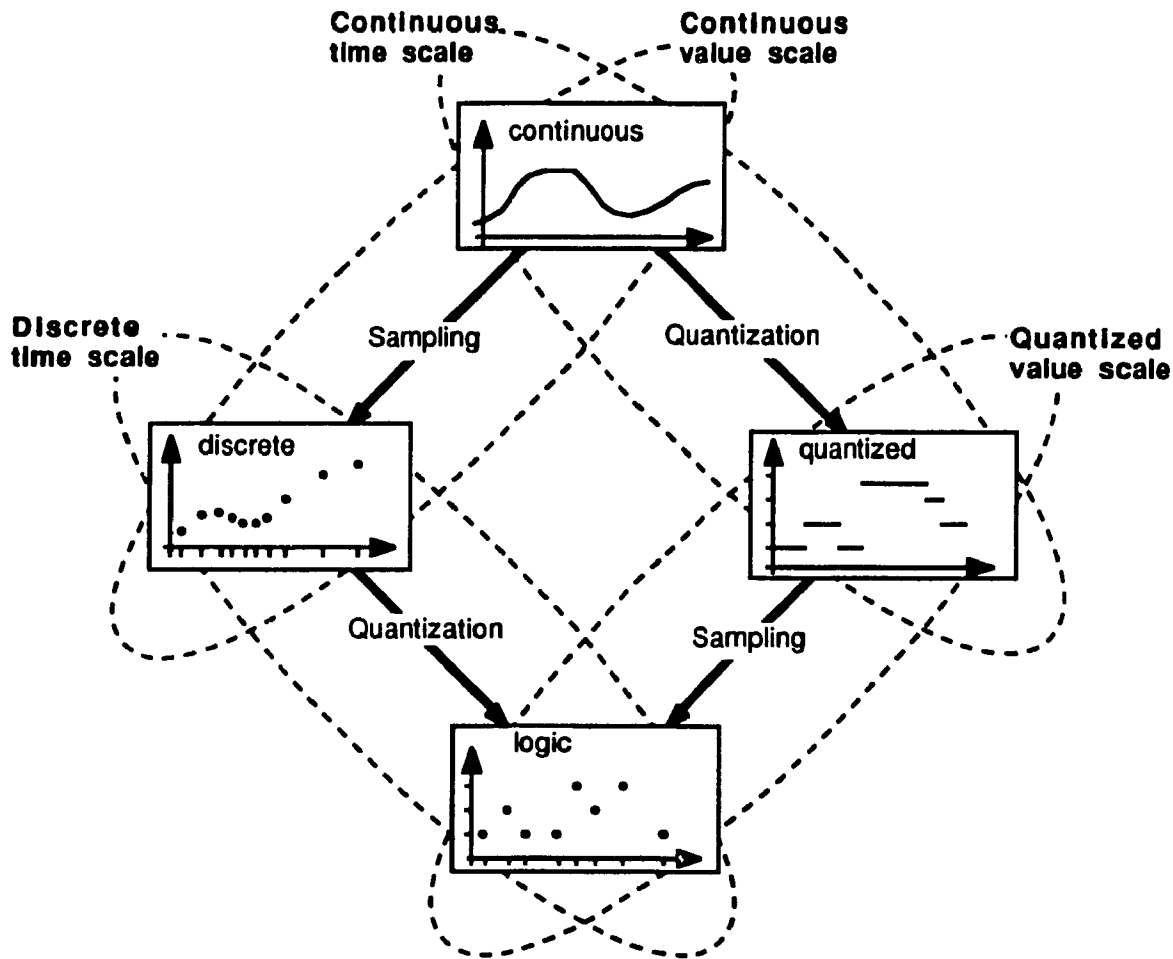 Continuous
time scale
Continuous
value scale
continuous
Sampling
Quantization
Discrete
time scale
Quantized
value scale
discrete
quantized
Quantization
Sampling
logic